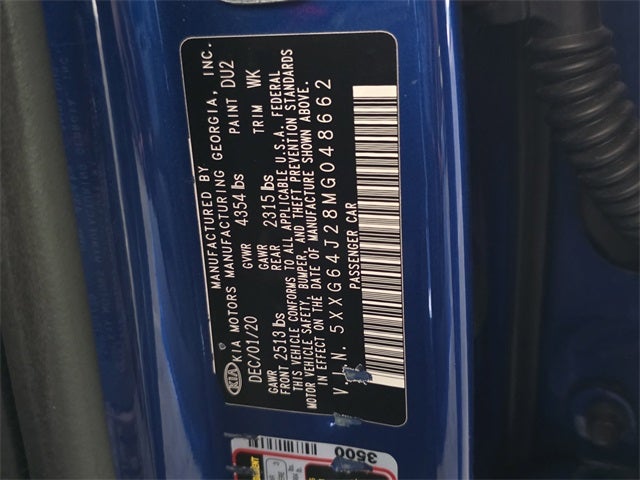 KIA
MANUFACTURED BY
KIA MOTORS MANUFACTURING GEORGIA, INC.
DEC/01/20 GVWR 4354 lbs PAINT DU2
GAWR FRONT 2513 lbs GAWR REAR 2315 lbs TRIM WK
THIS VEHICLE CONFORMS TO ALL APPLICABLE U.S.A. FEDERAL
MOTOR VEHICLE SAFETY, BUMPER, AND THEFT PREVENTION STANDARDS
IN EFFECT ON THE DATE OF MANUFACTURE SHOWN ABOVE.
V.I.N. 5XXG64J28MG048662
PASSENGER CAR
3500